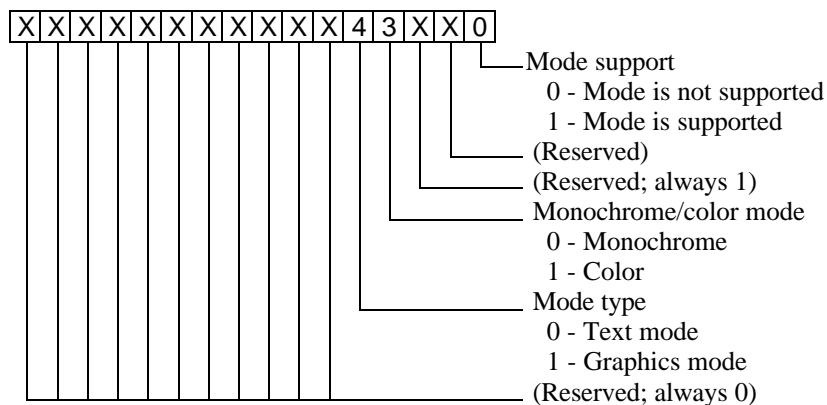 X X X X X X X X X X X 4 3 X X 0
Mode support
0 - Mode is not supported
1 - Mode is supported
(Reserved)
(Reserved; always 1)
Monochrome/color mode
0 - Monochrome
1 - Color
Mode type
0 - Text mode
1 - Graphics mode
(Reserved; always 0)